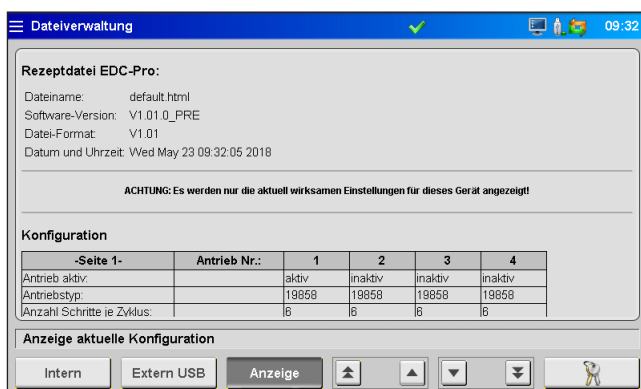 Dateiverwaltung
09:32
Rezeptdatei EDC-Pro:
Dateiname: default.html
Software-Version: V1.01.0_PRE
Datei-Format: V1.01
Datum und Uhrzeit: Wed May 23 09:32:05 2018
ACHTUNG: Es werden nur die aktuell wirksamen Einstellungen für dieses Gerät angezeigt!
Konfiguration
-Seite 1- Antrieb Nr.: 1 2 3 4
Antrieb aktiv: aktiv inaktiv inaktiv inaktiv
Antriebstyp: 19858 19858 19858 19858
Anzahl Schritte je Zyklus: 6 6 6 6
Anzeige aktuelle Konfiguration
Intern Extern USB Anzeige